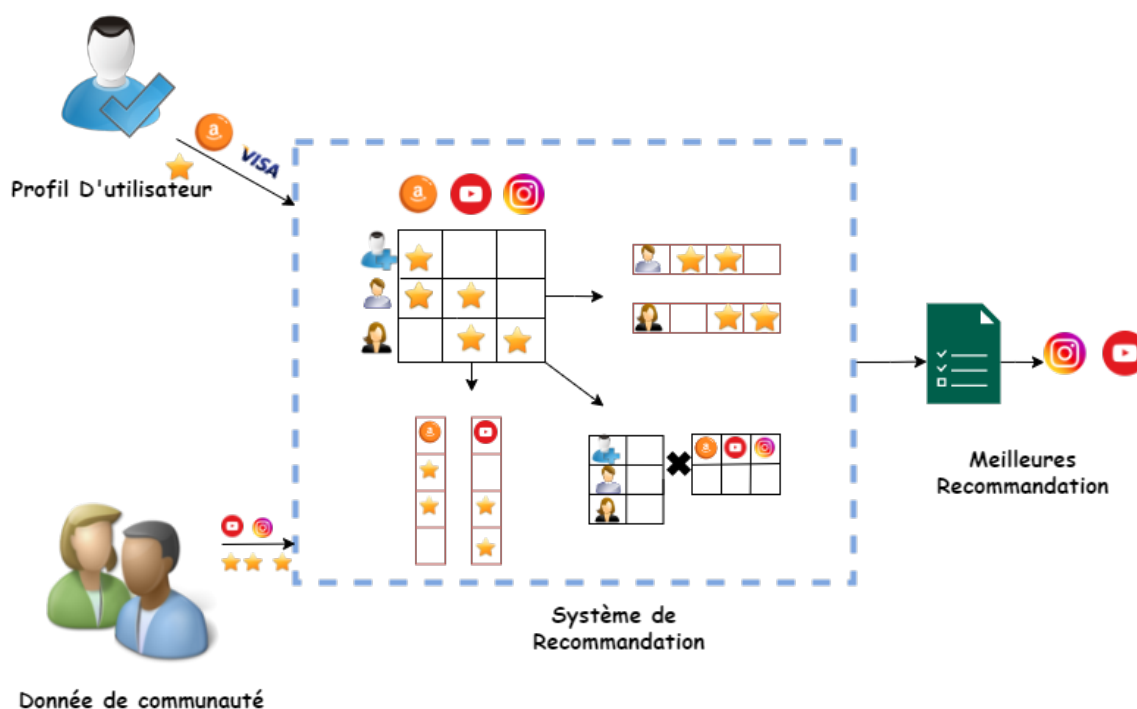 VISA
Profil D'utilisateur
Meilleures
Recommandation
Système de
Recommandation
Donnée de communauté